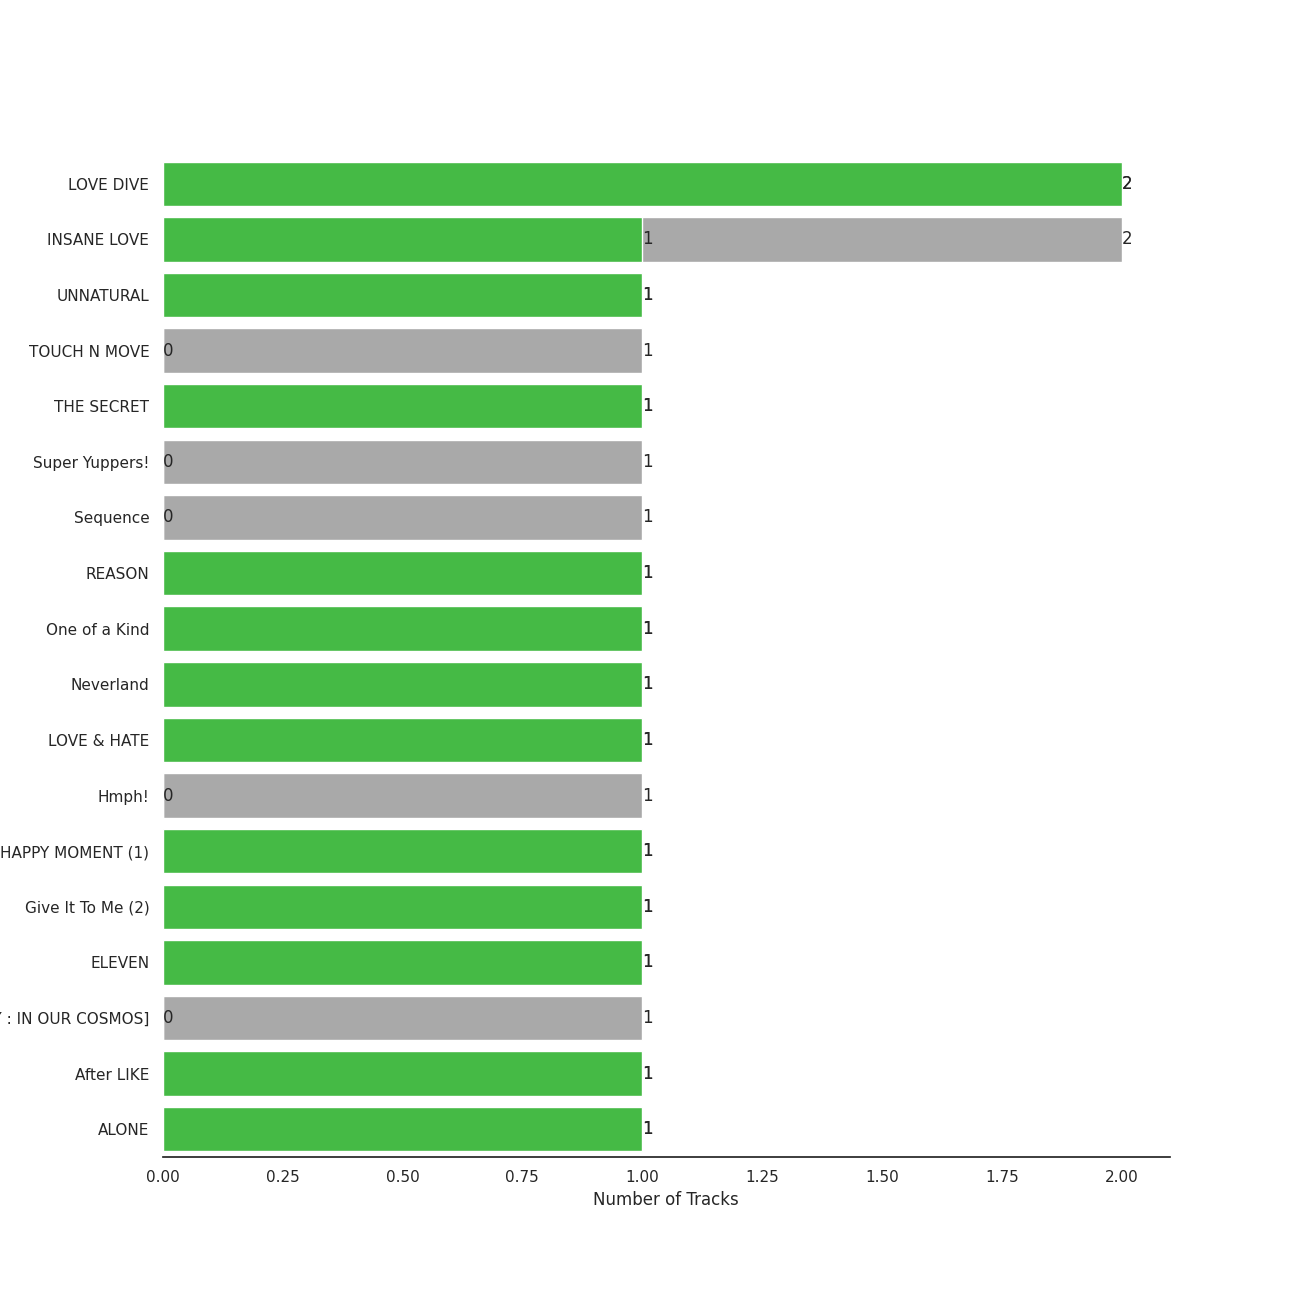 LOVE DIVE 2
INSANE LOVE 1 2
UNNATURAL 1
TOUCH N MOVE 0 1
THE SECRET 1
Super Yuppers! 0 1
Sequence 0 1
REASON 1
One of a Kind 1
Neverland 1
LOVE & HATE 1
Hmph! 0 1
HAPPY MOMENT (1) 1
Give It To Me (2) 1
ELEVEN 1
: IN OUR COSMOS] 0 1
After LIKE 1
ALONE 1
0.00 0.25 0.50 0.75 1.00 1.25 1.50 1.75 2.00
Number of Tracks